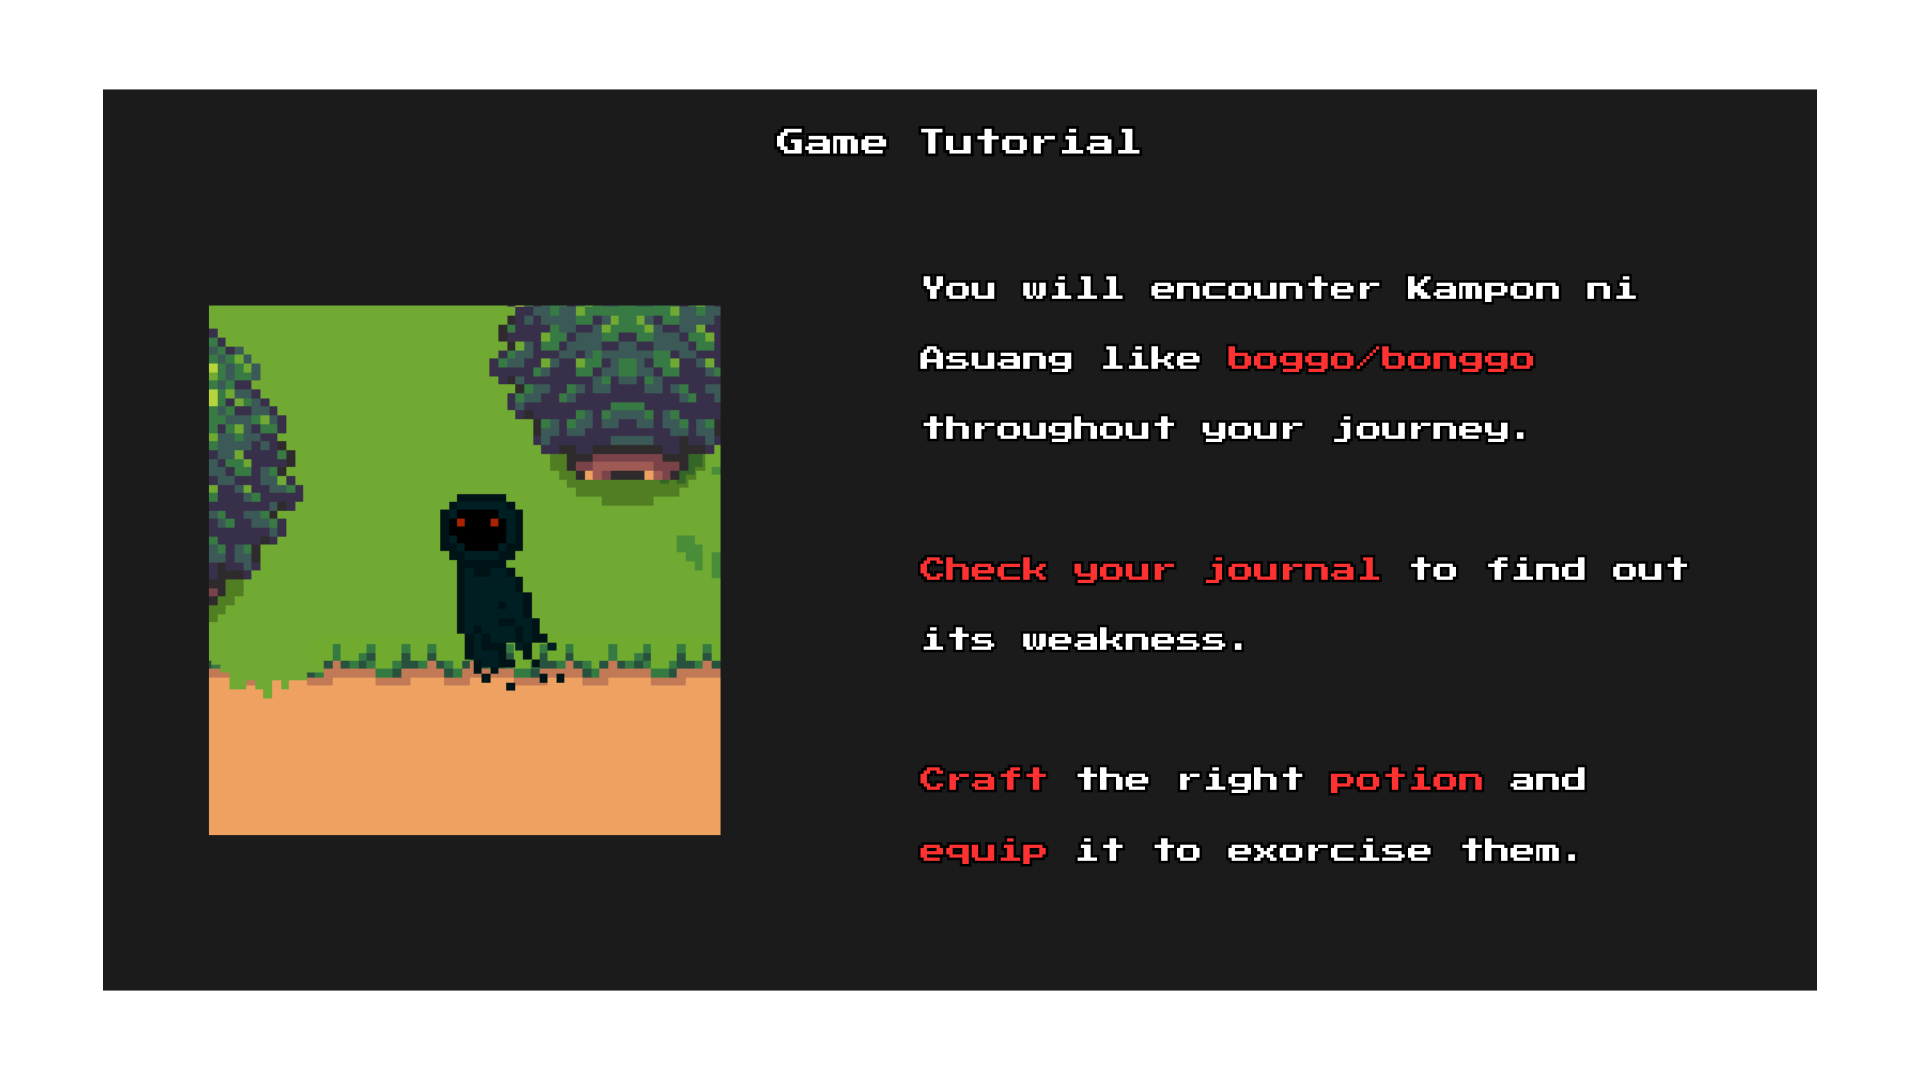 Game Tutorial
You will encounter Kampon ni
Asuang like boggo/bonggo
throughout your journey.
Check your journal to find out
its weakness.
Craft the right potion and
equip it to exorcise them.